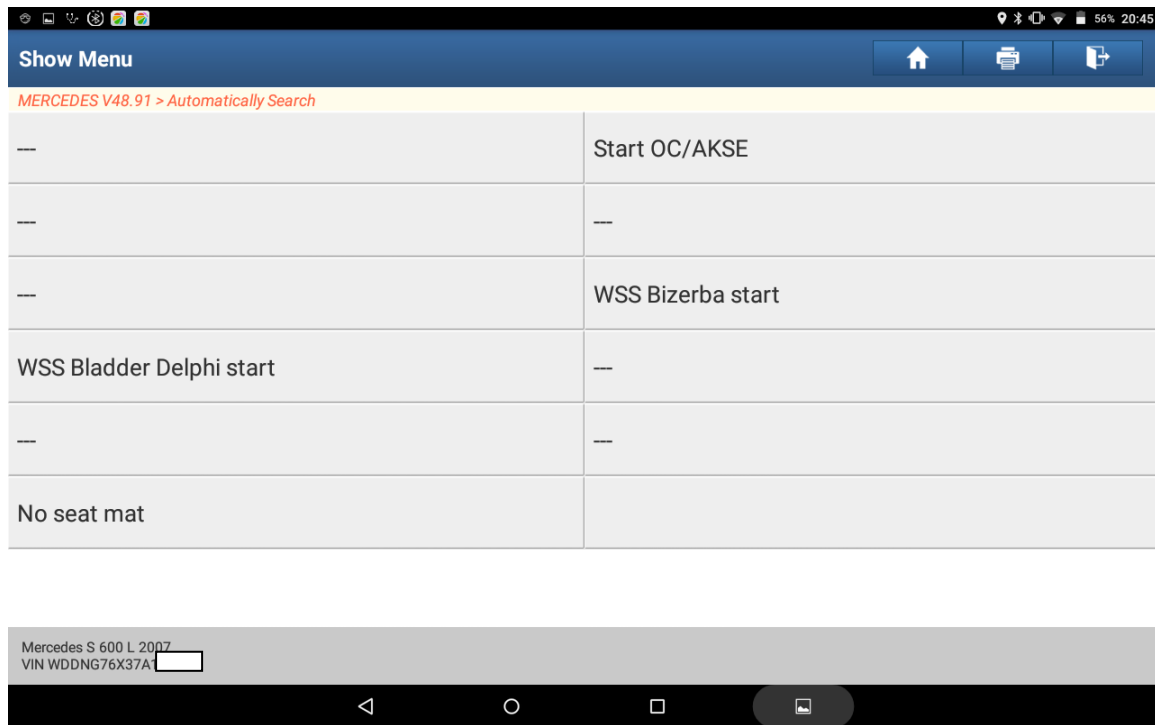 56% 20:45
Show Menu
MERCEDES V48.91 > Automatically Search
---
Start OC/AKSE
---
---
---
WSS Bizerba start
WSS Bladder Delphi start
---
---
---
No seat mat
Mercedes S 600 L 2007
VIN WDDNG76X37A1